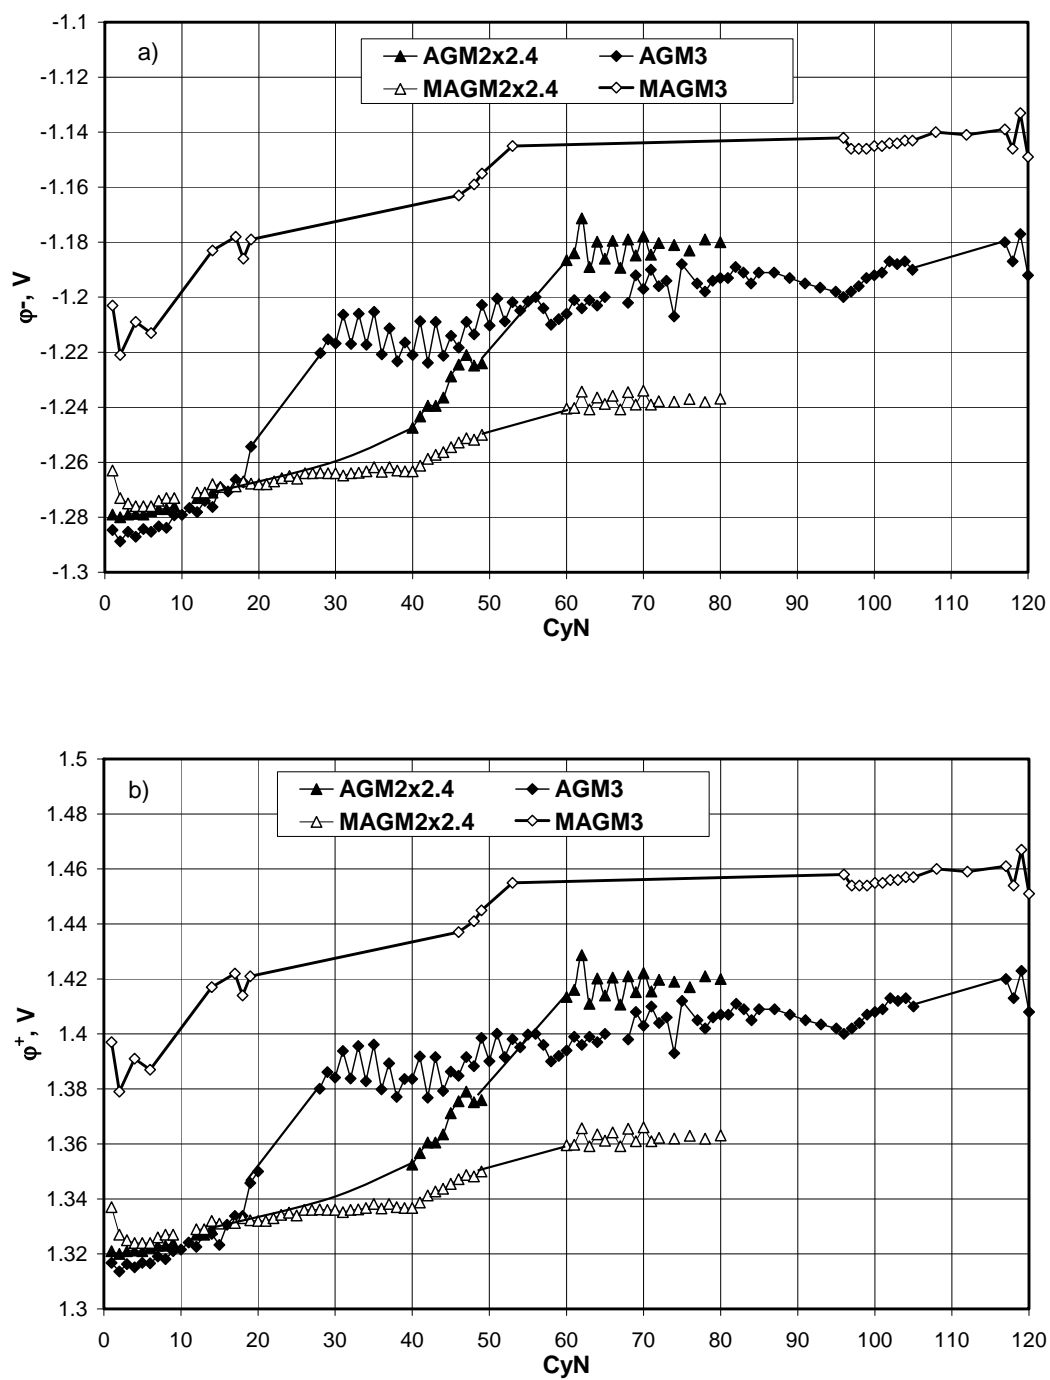 -1.1
a)
AGM2x2.4 AGM3
MAGM2x2.4 MAGM3
-1.12
-1.14
-1.16
-1.18
-1.2
-1.22
-1.24
-1.26
-1.28
-1.3
φ-, V
0 10 20 30 40 50 60 70 80 90 100 110 120
CyN
1.5
b)
AGM2x2.4 AGM3
MAGM2x2.4 MAGM3
1.48
1.46
1.44
1.42
1.4
1.38
1.36
1.34
1.32
1.3
φ+, V
0 10 20 30 40 50 60 70 80 90 100 110 120
CyN